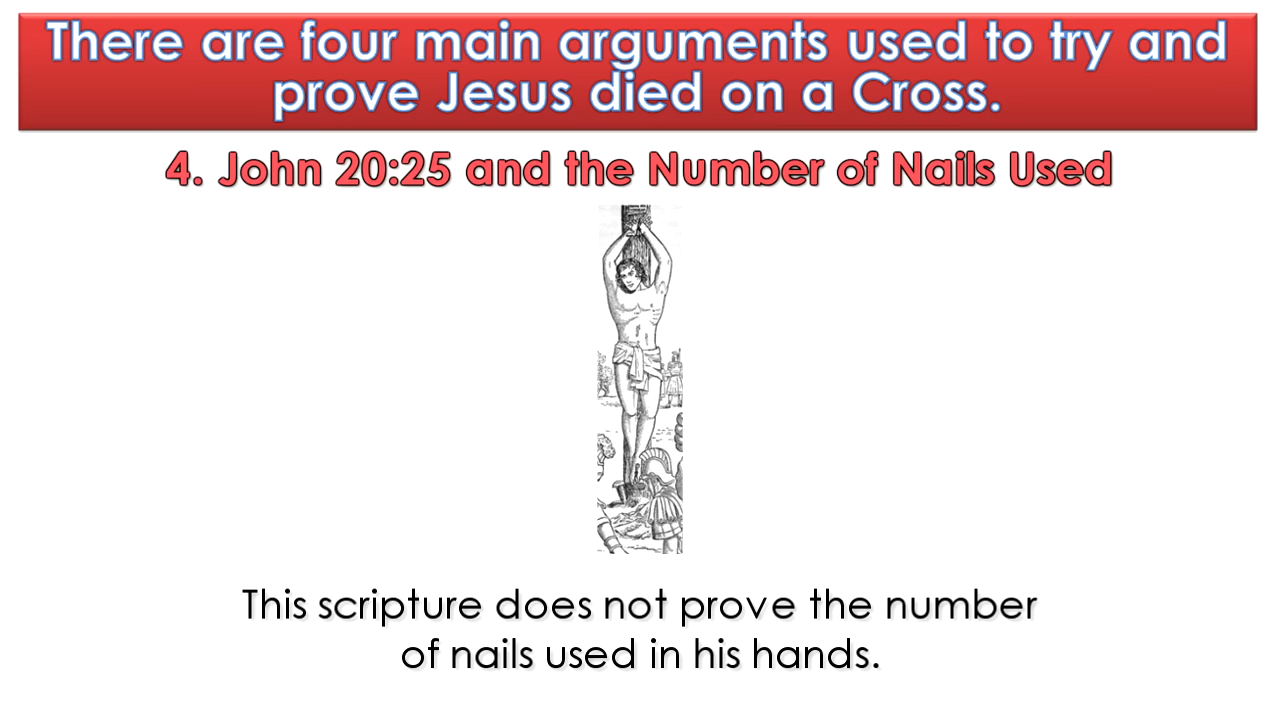 There are four main arguments used to try and
prove Jesus died on a Cross.
4. John 20:25 and the Number of Nails Used
This scripture does not prove the number
of nails used in his hands.